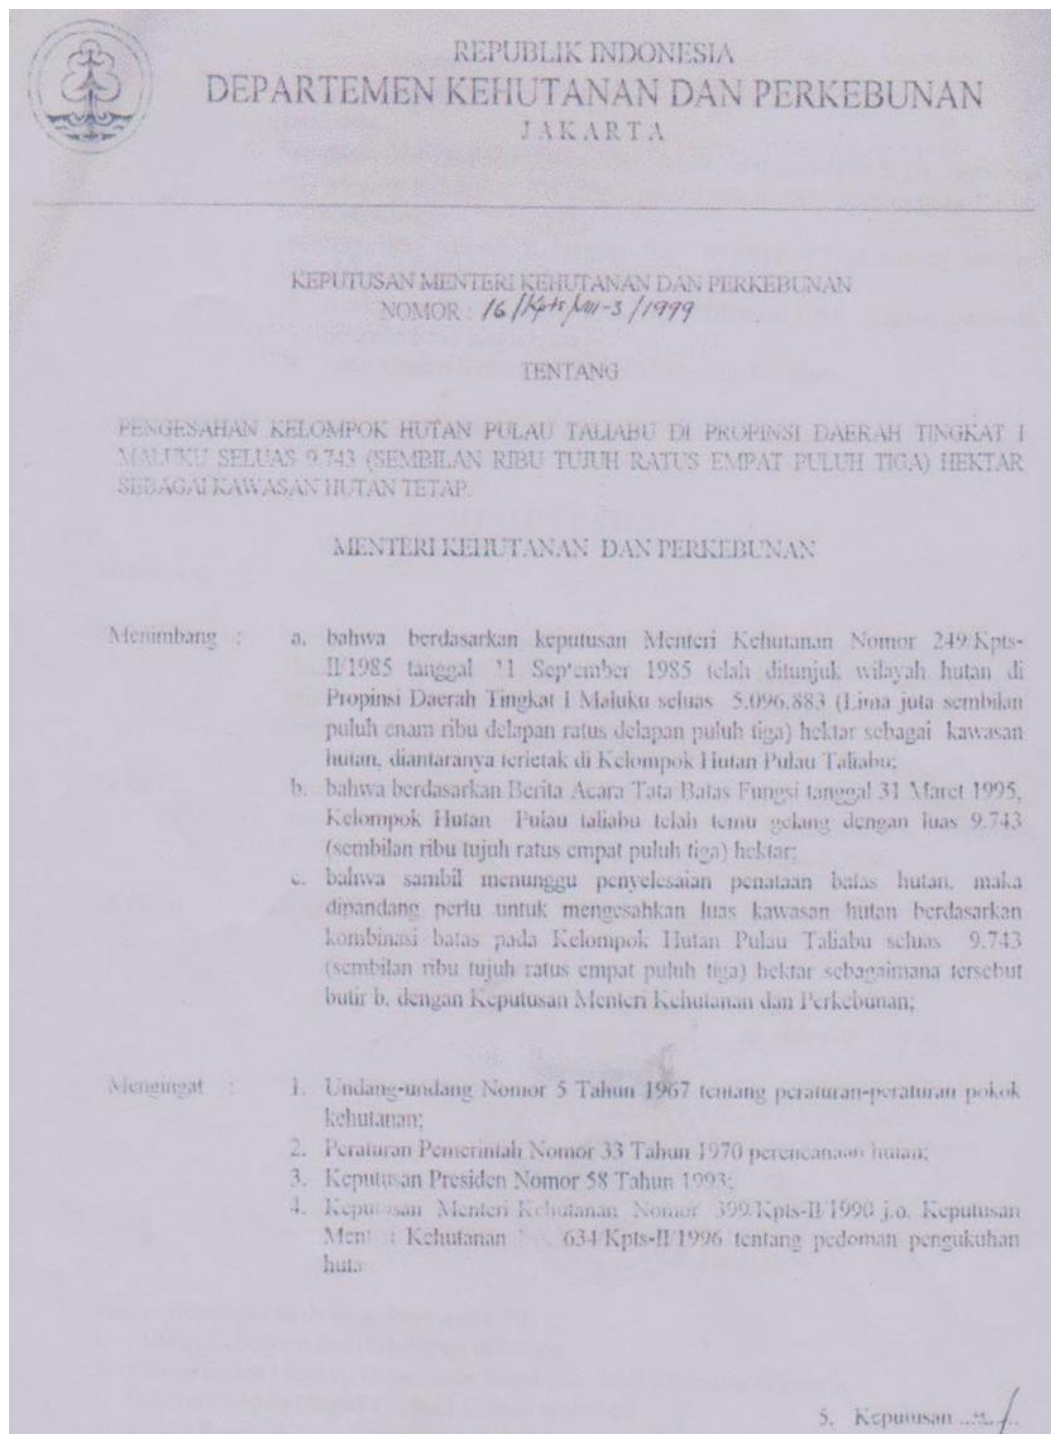 REPUBLIK INDONESIA
DEPARTEMEN KEHUTANAN DAN PERKEBUNAN
JAKARTA
KEPUTUSAN MENTERI KEHUTANAN DAN PERKEBUNAN
NOMOR : 16/Kpts/VIII-3/1999
TENTANG
PENGESAHAN KELOMPOK HUTAN PULAU TALIABU DI PROPINSI DAERAH TINGKAT I
MALUKU SELUAS 9.743 (SEMBILAN RIBU TUJUH RATUS EMPAT PULUH TIGA) HEKTAR
SEBAGAI KAWASAN HUTAN TETAP.
MENTERI KEHUTANAN DAN PERKEBUNAN
Menimbang : a. bahwa berdasarkan keputusan Menteri Kehutanan Nomor 249/Kpts-
II/1985 tanggal 11 September 1985 telah ditunjuk wilayah hutan di
Propinsi Daerah Tingkat I Maluku seluas 5.096.883 (Lima juta sembilan
puluh enam ribu delapan ratus delapan puluh tiga) hektar sebagai kawasan
hutan, diantaranya terletak di Kelompok Hutan Pulau Taliabu;
b. bahwa berdasarkan Berita Acara Tata Batas Fungsi tanggal 31 Maret 1995,
Kelompok Hutan Pulau taliabu telah temu gelang dengan luas 9.743
(sembilan ribu tujuh ratus empat puluh tiga) hektar;
c. bahwa sambil menunggu penyelesaian penataan batas hutan, maka
dipandang perlu untuk mengesahkan luas kawasan hutan berdasarkan
kombinasi batas pada Kelompok Hutan Pulau Taliabu seluas 9.743
(sembilan ribu tujuh ratus empat puluh tiga) hektar sebagaimana tersebut
butir b. dengan Keputusan Menteri Kehutanan dan Perkebunan;
Mengingat : 1. Undang-undang Nomor 5 Tahun 1967 tentang peraturan-peraturan pokok
kehutanan;
2. Peraturan Pemerintah Nomor 33 Tahun 1970 perencanaan hutan;
3. Keputusan Presiden Nomor 58 Tahun 1993;
4. Keputusan Menteri Kehutanan Nomor 399/Kpts-II/1990 j.o. Keputusan
Menteri Kehutanan 634/Kpts-II/1996 tentang pedoman pengukuhan
huta
5. Keputusan